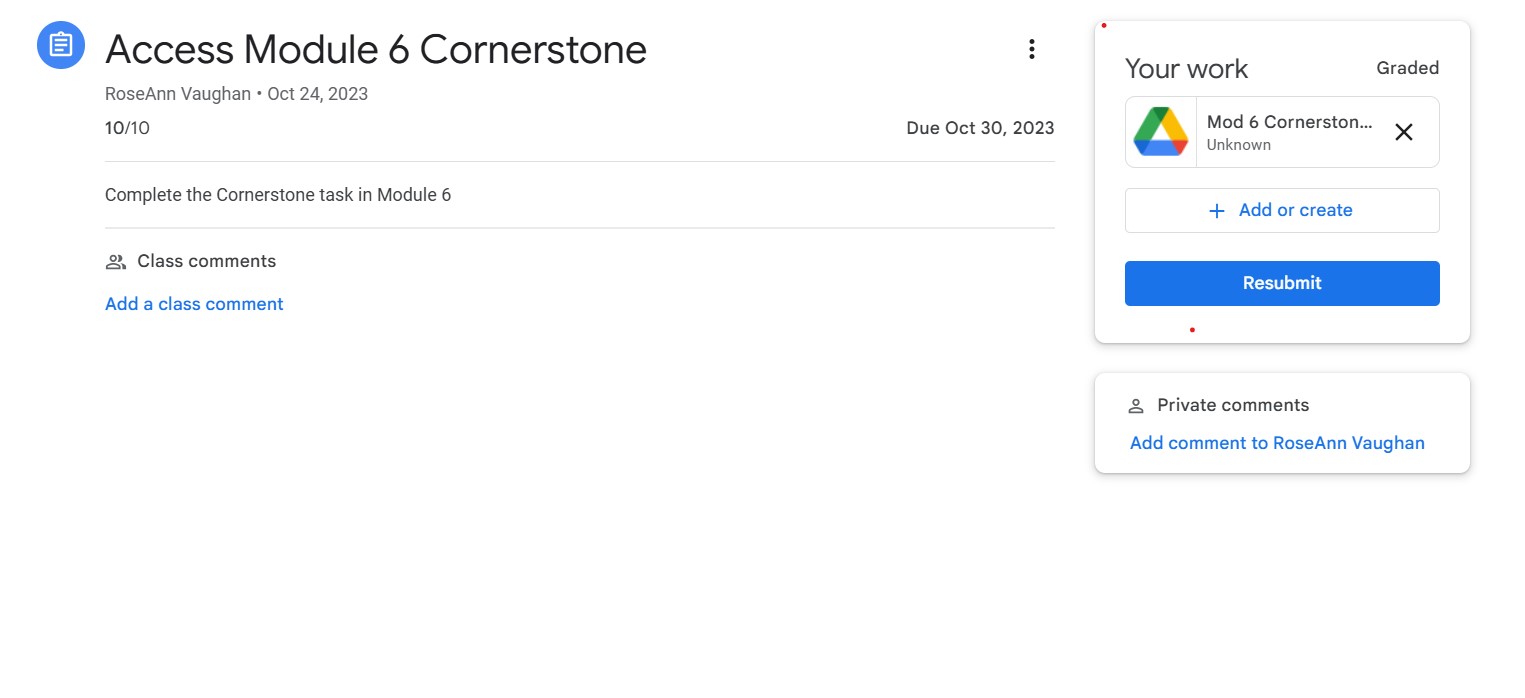 Access Module 6 Cornerstone
RoseAnn Vaughan • Oct 24, 2023
10/10
Due Oct 30, 2023
Complete the Cornerstone task in Module 6
Class comments
Add a class comment
Your work
Graded
Mod 6 Cornerston...
Unknown
+ Add or create
Resubmit
Private comments
Add comment to RoseAnn Vaughan